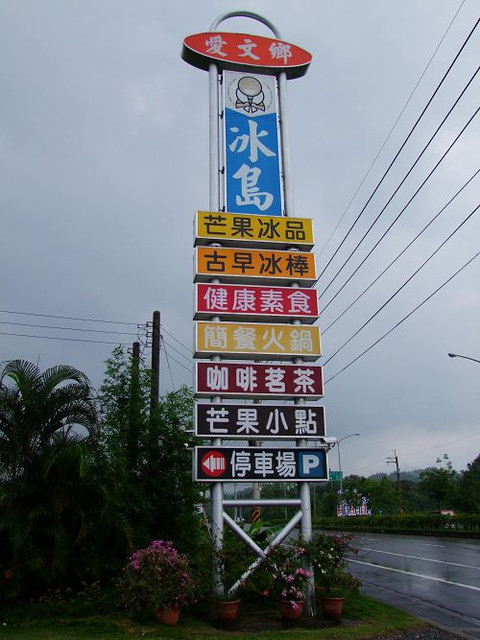 愛文鄉
冰島
芒果冰品
古早冰棒
健康素食
簡餐火鍋
咖啡茗茶
芒果小點
停車場 P